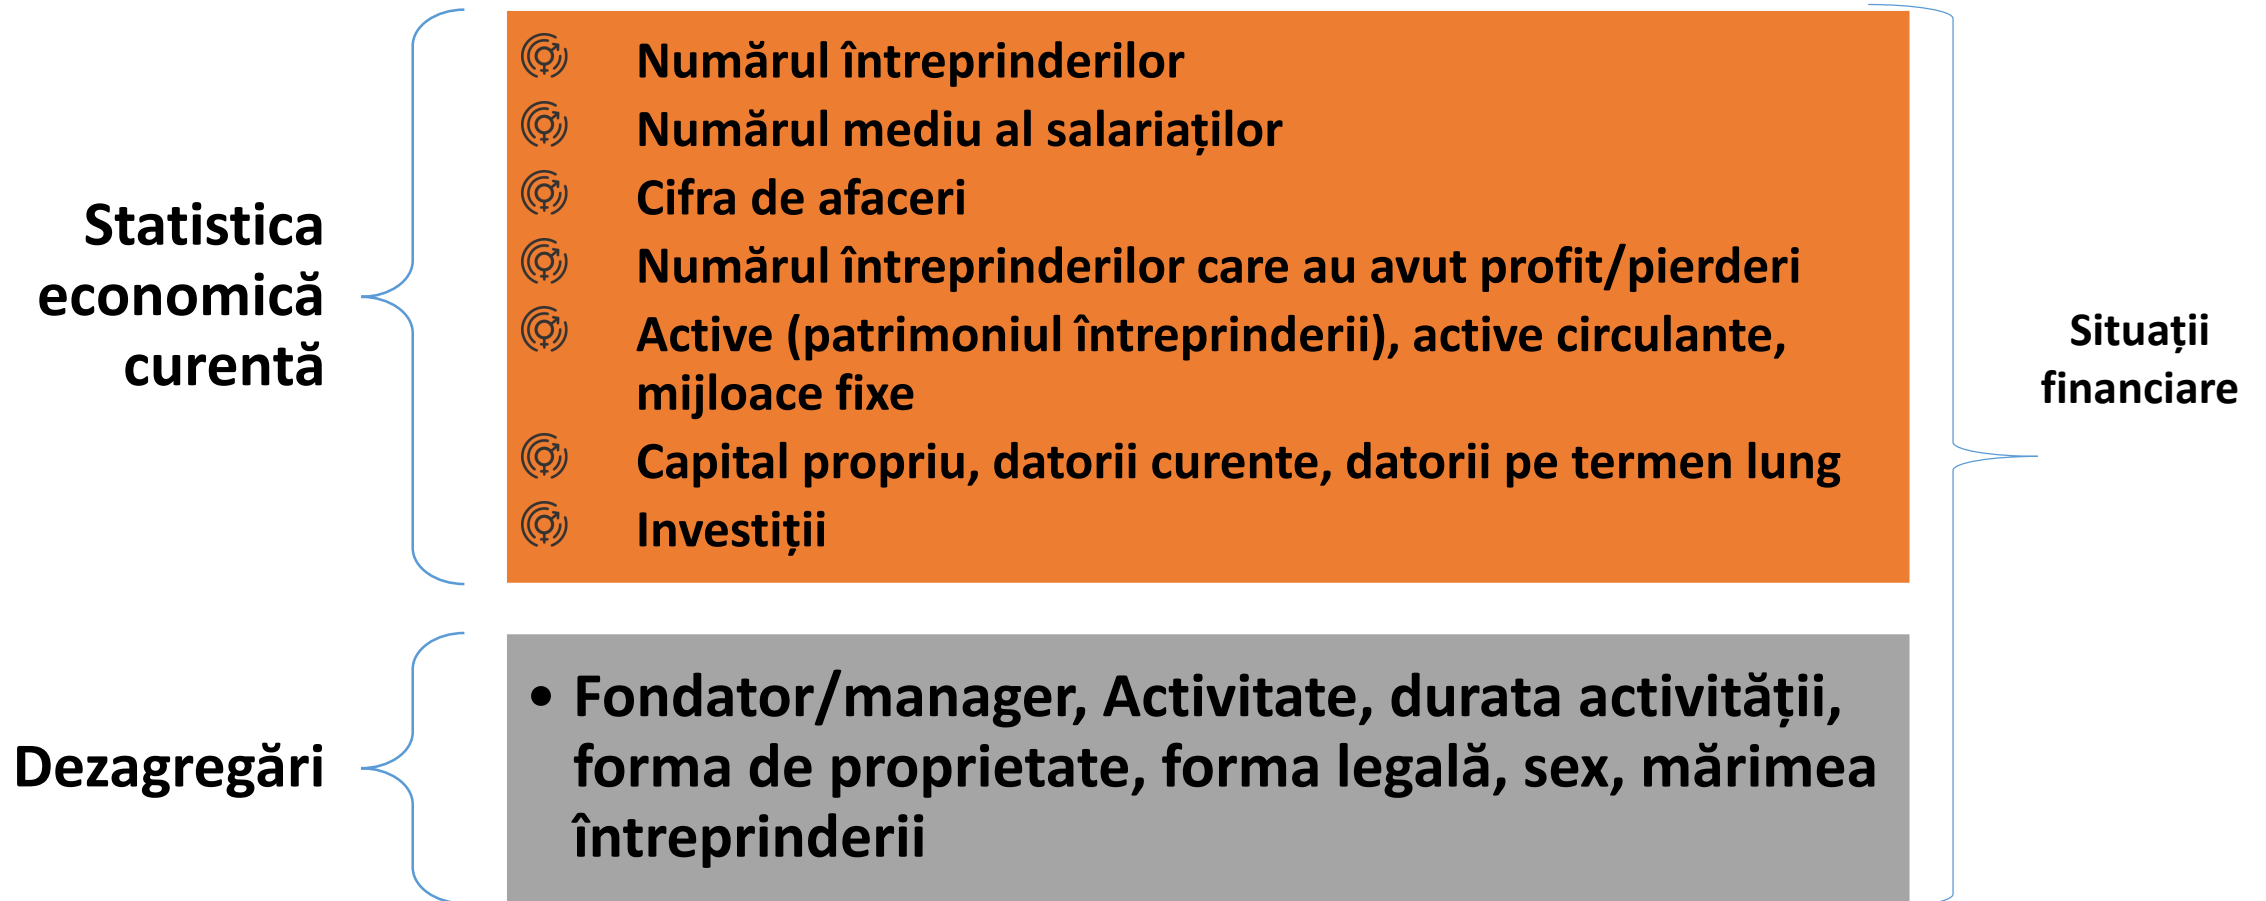 Statistica
economică
curentă
Numărul întreprinderilor
Numărul mediu al salariaților
Cifra de afaceri
Numărul întreprinderilor care au avut profit/pierderi
Active (patrimoniul întreprinderii), active circulante,
mijloace fixe
Capital propriu, datorii curente, datorii pe termen lung
Investiții
Situații
financiare
Dezagregări
• Fondator/manager, Activitate, durata activității,
forma de proprietate, forma legală, sex, mărimea
întreprinderii